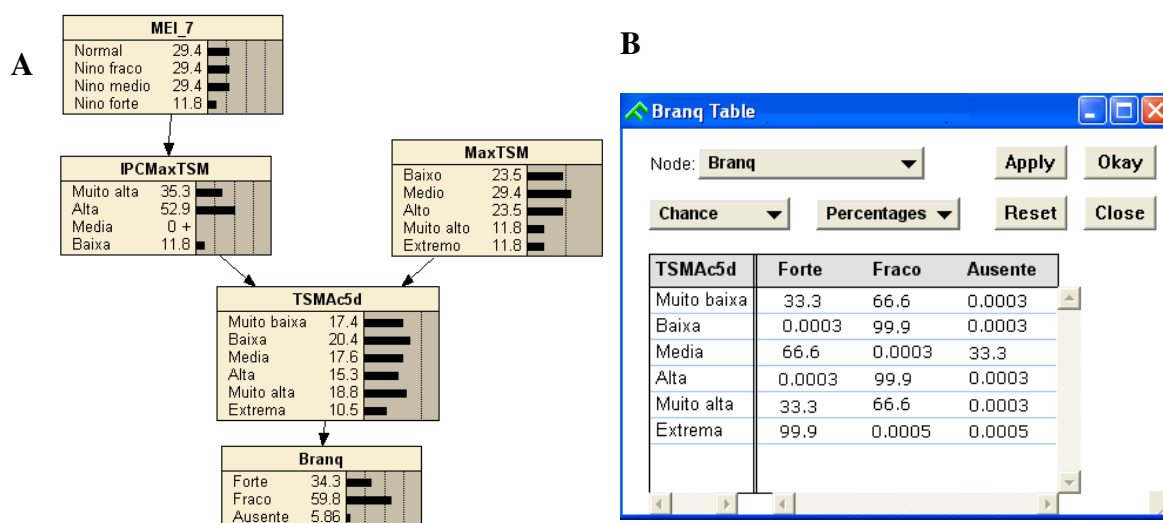 A
MEI_7
Normal 29.4
Nino fraco 29.4
Nino medio 29.4
Nino forte 11.8
IPCMaxTSM
Muito alta 35.3
Alta 52.9
Media 0 +
Baixa 11.8
MaxTSM
Baixo 23.5
Medio 29.4
Alto 23.5
Muito alto 11.8
Extremo 11.8
TSMAc5d
Muito baixa 17.4
Baixa 20.4
Media 17.6
Alta 15.3
Muito alta 18.8
Extrema 10.5
Branq
Forte 34.3
Fraco 59.8
Ausente 5.86
B
Branq Table
Node: Branq Apply Okay
Chance Percentages Reset Close
TSMAc5d Forte Fraco Ausente
Muito baixa 33.3 66.6 0.0003
Baixa 0.0003 99.9 0.0003
Media 66.6 0.0003 33.3
Alta 0.0003 99.9 0.0003
Muito alta 33.3 66.6 0.0003
Extrema 99.9 0.0005 0.0005